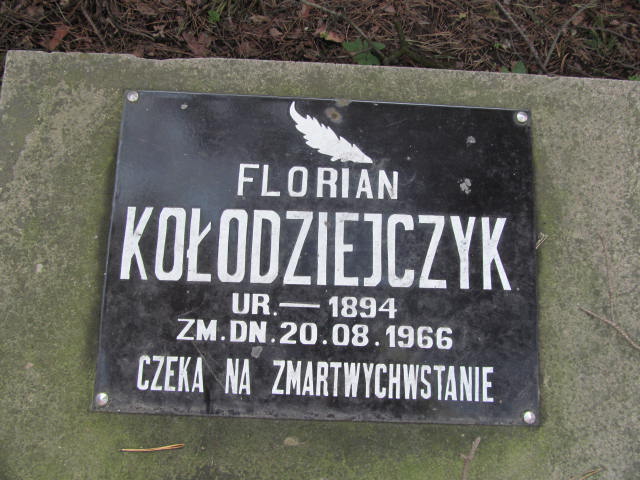 FLORIAN
KOŁODZIEJCZYK
UR. — 1894
ZM. DN. 20.08.1966
CZEKA NA ZMARTWYCHWSTANIE